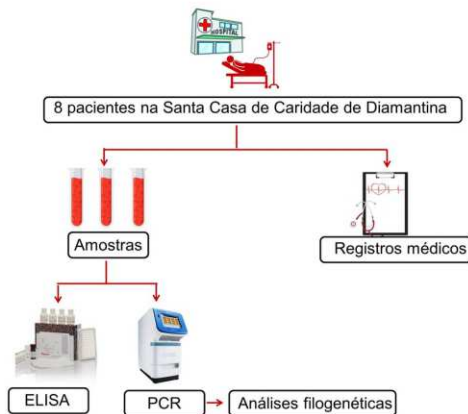 HOSPITAL
8 pacientes na Santa Casa de Caridade de Diamantina
Amostras
Registros médicos
ELISA
PCR
Análises filogenéticas